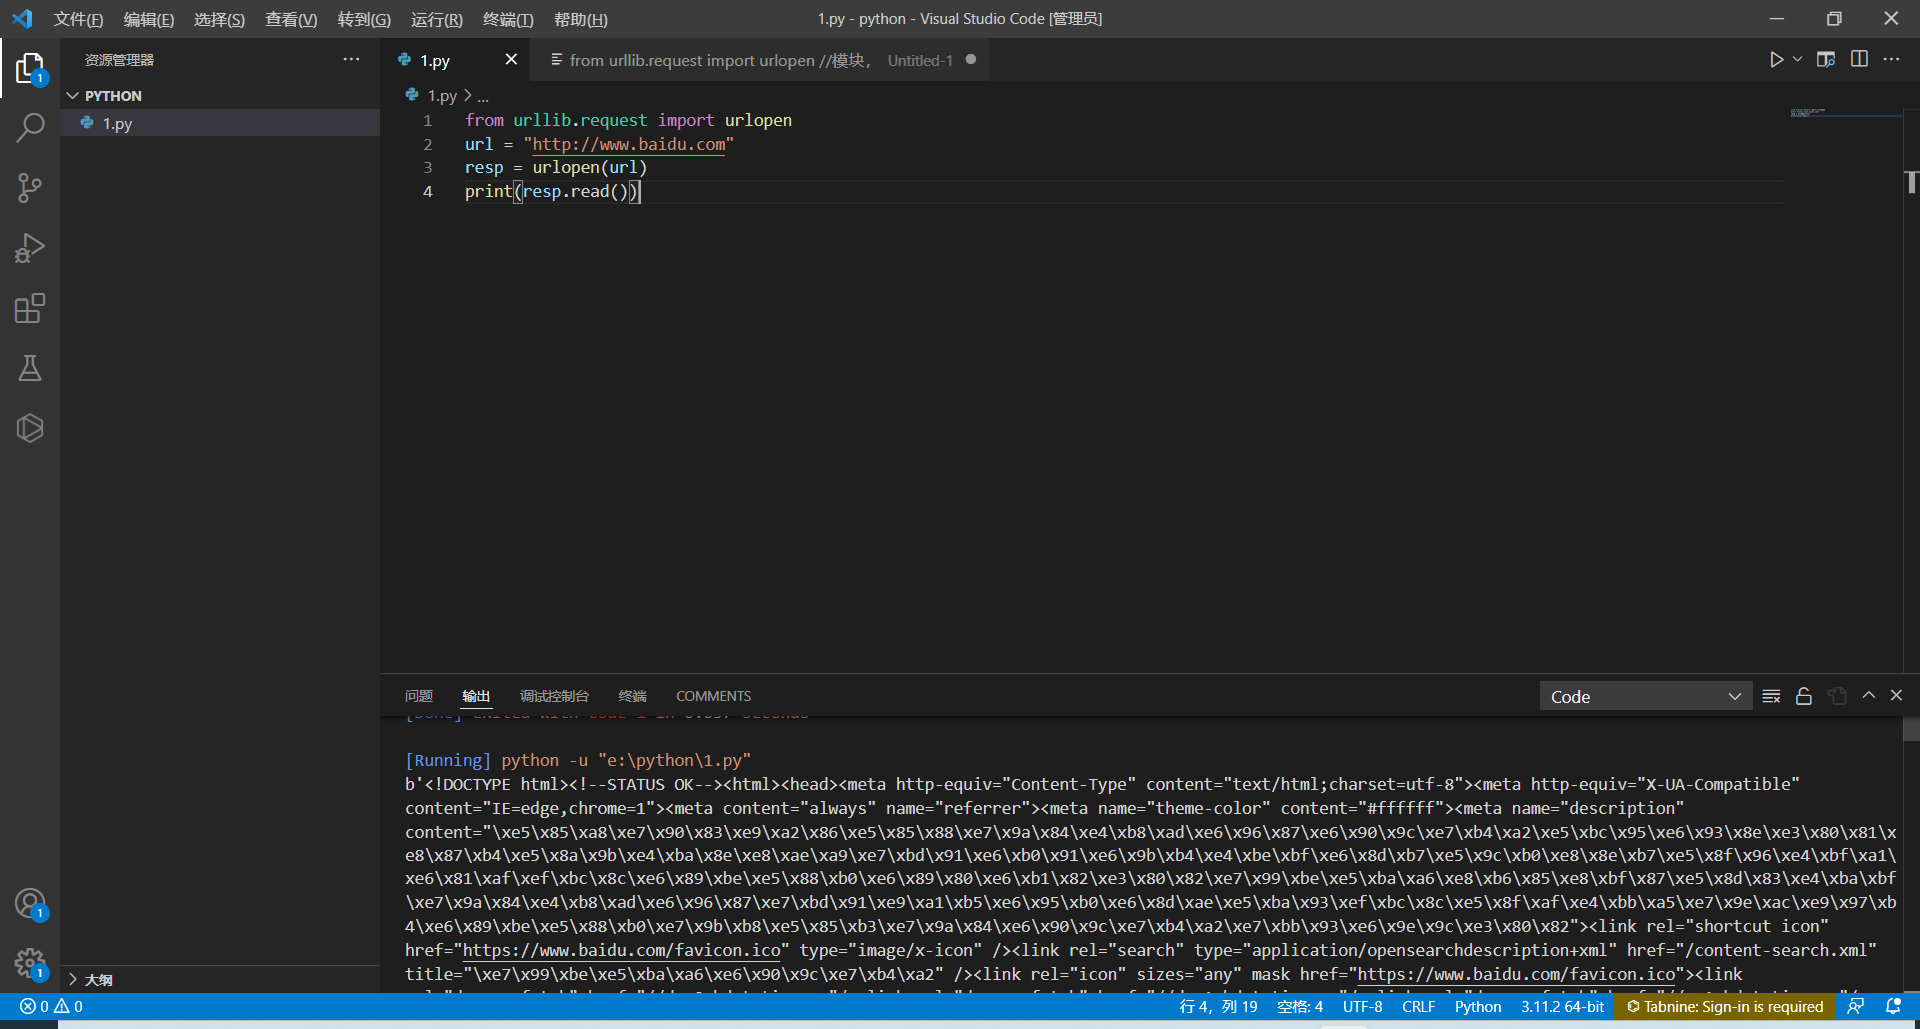 文件(F) 编辑(E) 选择(S) 查看(V) 转到(G) 运行(R) 终端(T) 帮助(H)
1.py - python - Visual Studio Code [管理员]
资源管理器
PYTHON
1.py
1.py
from urllib.request import urlopen //模块， Untitled-1
1.py > ...
1 from urllib.request import urlopen
2 url = "http://www.baidu.com"
3 resp = urlopen(url)
4 print(resp.read())
问题 输出 调试控制台 终端 COMMENTS
Code
[Running] python -u "e:\python\1.py"
b'<!DOCTYPE html><!--STATUS OK--><html><head><meta http-equiv="Content-Type" content="text/html;charset=utf-8"><meta http-equiv="X-UA-Compatible"
content="IE=edge,chrome=1"><meta content="always" name="referrer"><meta name="theme-color" content="#ffffff"><meta name="description"
content="\xe5\x85\xa8\xe7\x90\x83\xe9\xa2\x86\xe5\x85\x88\xe7\x9a\x84\xe4\xb8\xad\xe6\x96\x87\xe6\x90\x9c\xe7\xb4\xa2\xe5\xbc\x95\xe6\x93\x8e\xe3\x80\x81\x
e8\x87\xb4\xe5\x8a\x9b\xe4\xba\x8e\xe8\xae\xa9\xe7\xbd\x91\xe6\xb0\x91\xe6\x9b\xb4\xe4\xbe\xbf\xe6\x8d\xb7\xe5\x9c\xb0\xe8\x8e\xb7\xe5\x8f\x96\xe4\xbf\xa1\
xe6\x81\xaf\xef\xbc\x8c\xe6\x89\xbe\xe5\x88\xb0\xe6\x89\x80\xe6\xb1\x82\xe3\x80\x82\xe7\x99\xbe\xe5\xba\xa6\xe8\xb6\x85\xe8\xbf\x87\xe5\x8d\x83\xe4\xba\xbf
\xe7\x9a\x84\xe4\xb8\xad\xe6\x96\x87\xe7\xbd\x91\xe9\xa1\xb5\xe6\x95\xb0\xe6\x8d\xae\xe5\xba\x93\xef\xbc\x8c\xe5\x8f\xaf\xe4\xbb\xa5\xe7\x9e\xac\xe9\x97\xb
4\xe6\x89\xbe\xe5\x88\xb0\xe7\x9b\xb8\xe5\x85\xb3\xe7\x9a\x84\xe6\x90\x9c\xe7\xb4\xa2\xe7\xbb\x93\xe6\x9e\x9c\xe3\x80\x82"><link rel="shortcut icon"
href="https://www.baidu.com/favicon.ico" type="image/x-icon" /><link rel="search" type="application/opensearchdescription+xml" href="/content-search.xml"
title="\xe7\x99\xbe\xe5\xba\xa6\xe6\x90\x9c\xe7\xb4\xa2" /><link rel="icon" sizes="any" mask href="https://www.baidu.com/favicon.ico"><link
大纲
0 0
行 4，列 19 空格: 4 UTF-8 CRLF Python 3.11.2 64-bit Tabnine: Sign-in is required